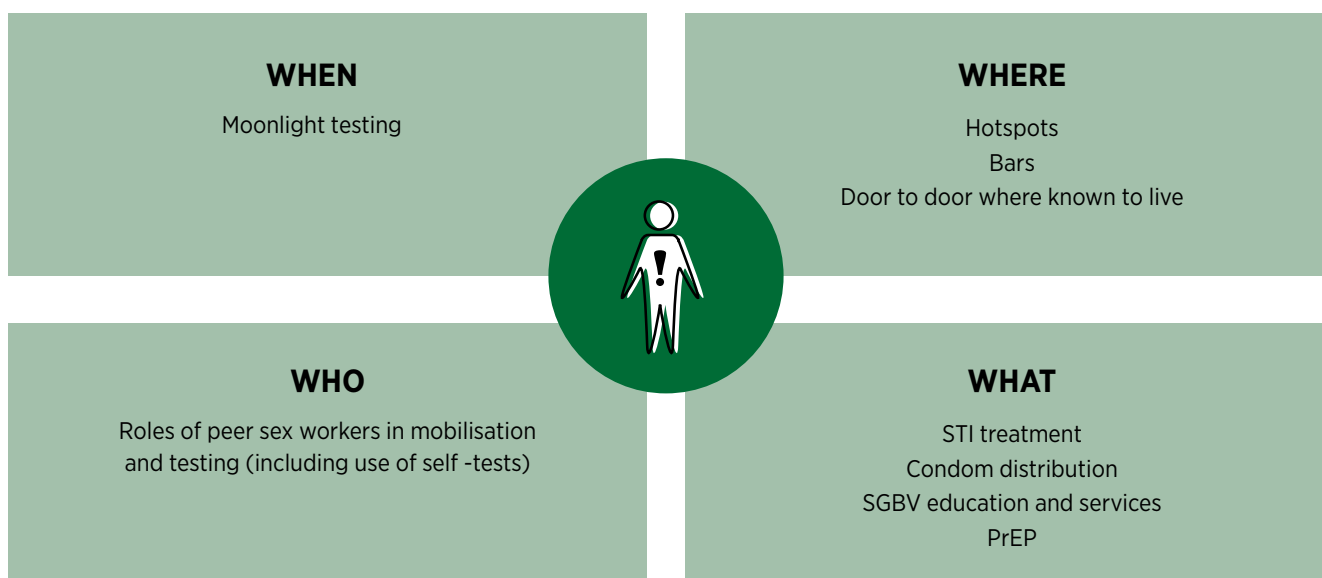 WHEN
Moonlight testing
WHERE
Hotspots
Bars
Door to door where known to live
WHO
Roles of peer sex workers in mobilisation
and testing (including use of self -tests)
WHAT
STI treatment
Condom distribution
SGBV education and services
PrEP